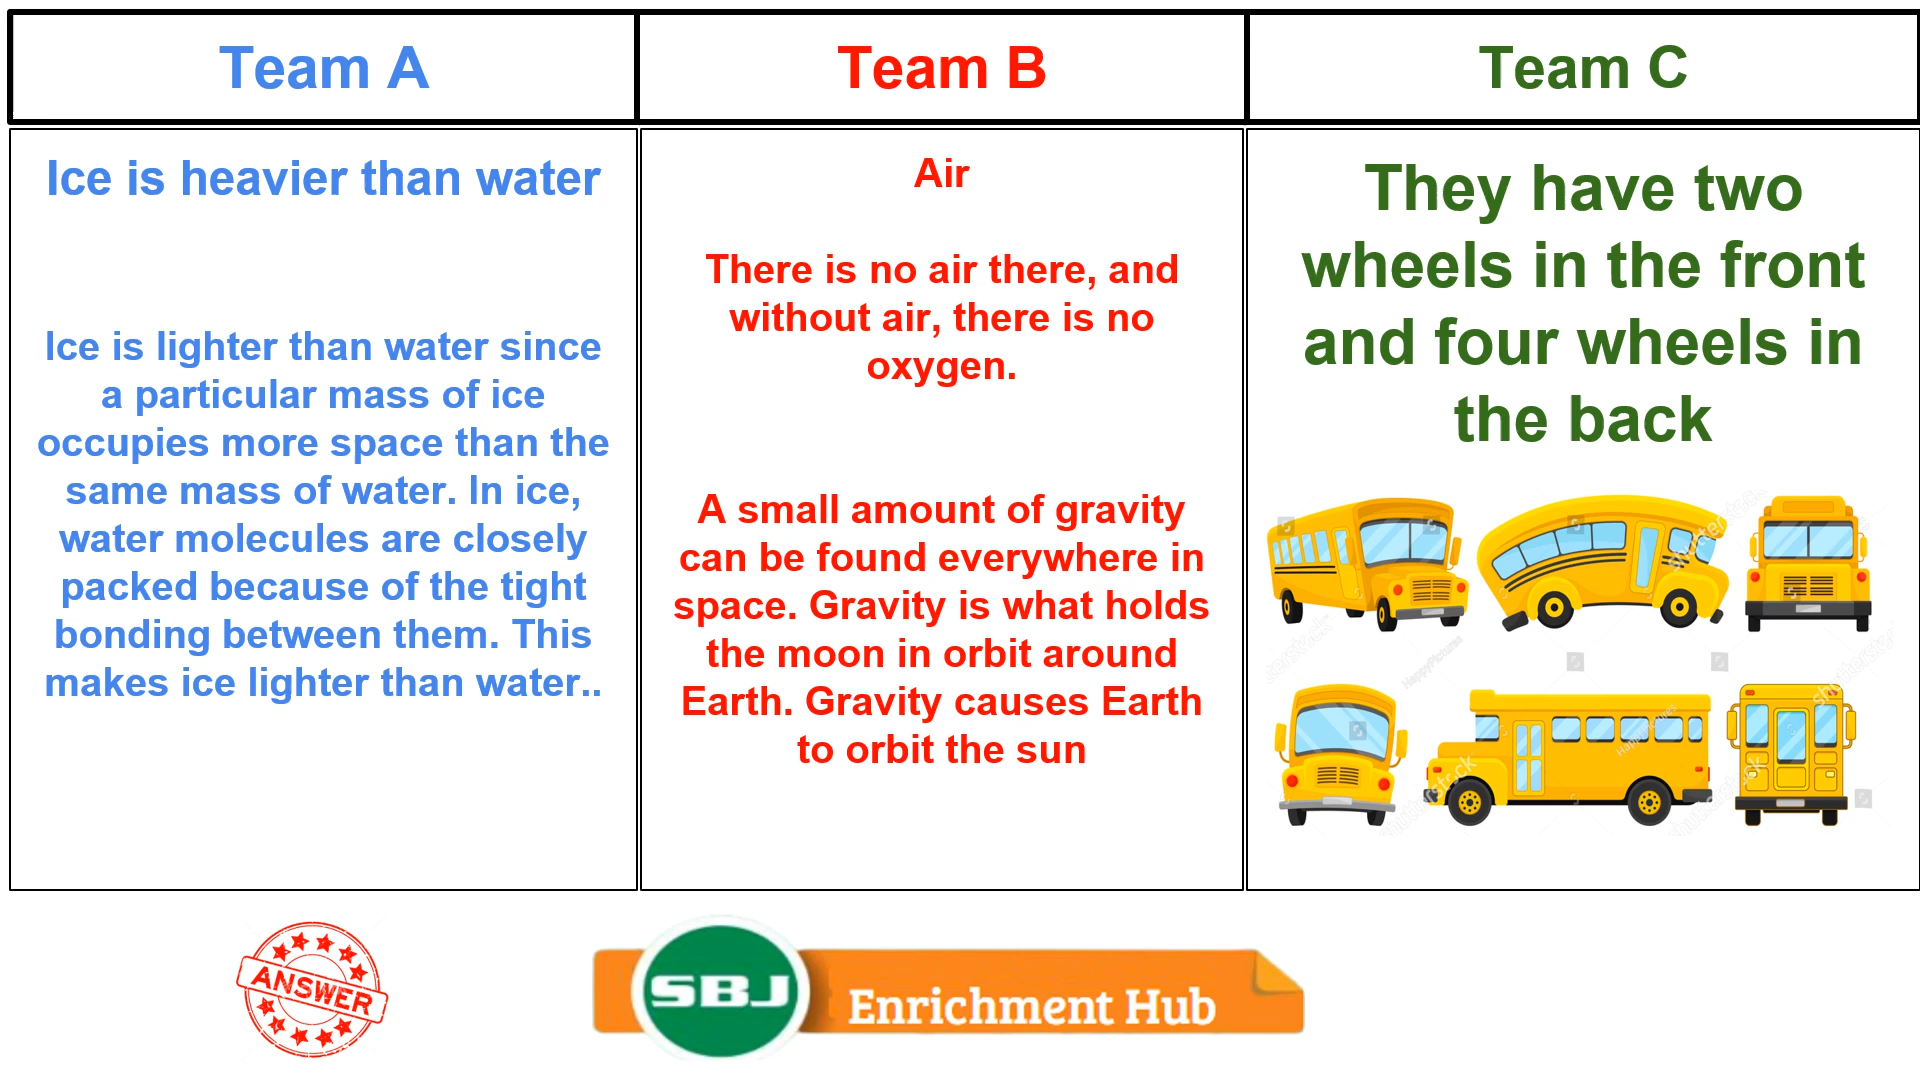 Team A
Team B
Team C
Ice is heavier than water
Ice is lighter than water since
a particular mass of ice
occupies more space than the
same mass of water. In ice,
water molecules are closely
packed because of the tight
bonding between them. This
makes ice lighter than water..
Air
There is no air there, and
without air, there is no
oxygen.
A small amount of gravity
can be found everywhere in
space. Gravity is what holds
the moon in orbit around
Earth. Gravity causes Earth
to orbit the sun
They have two
wheels in the front
and four wheels in
the back
ANSWER
SBJ
Enrichment Hub